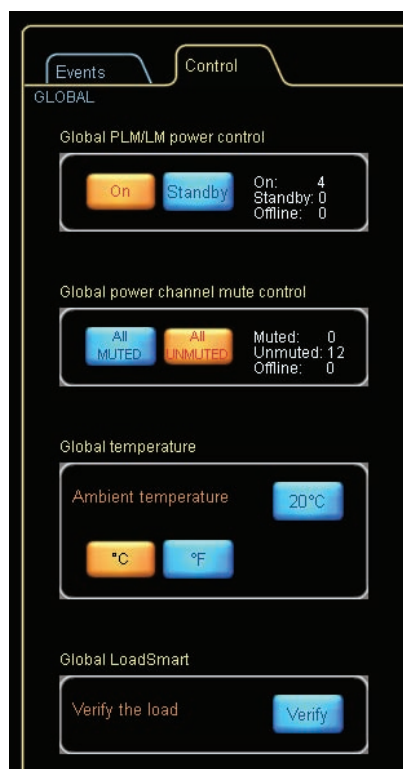 Events
Control
GLOBAL
Global PLM/LM power control
On
Standby
On: 4
Standby: 0
Offline: 0
Global power channel mute control
All
MUTED
All
UNMUTED
Muted: 0
Unmuted: 12
Offline: 0
Global temperature
Ambient temperature
20°C
°C
°F
Global LoadSmart
Verify the load
Verify